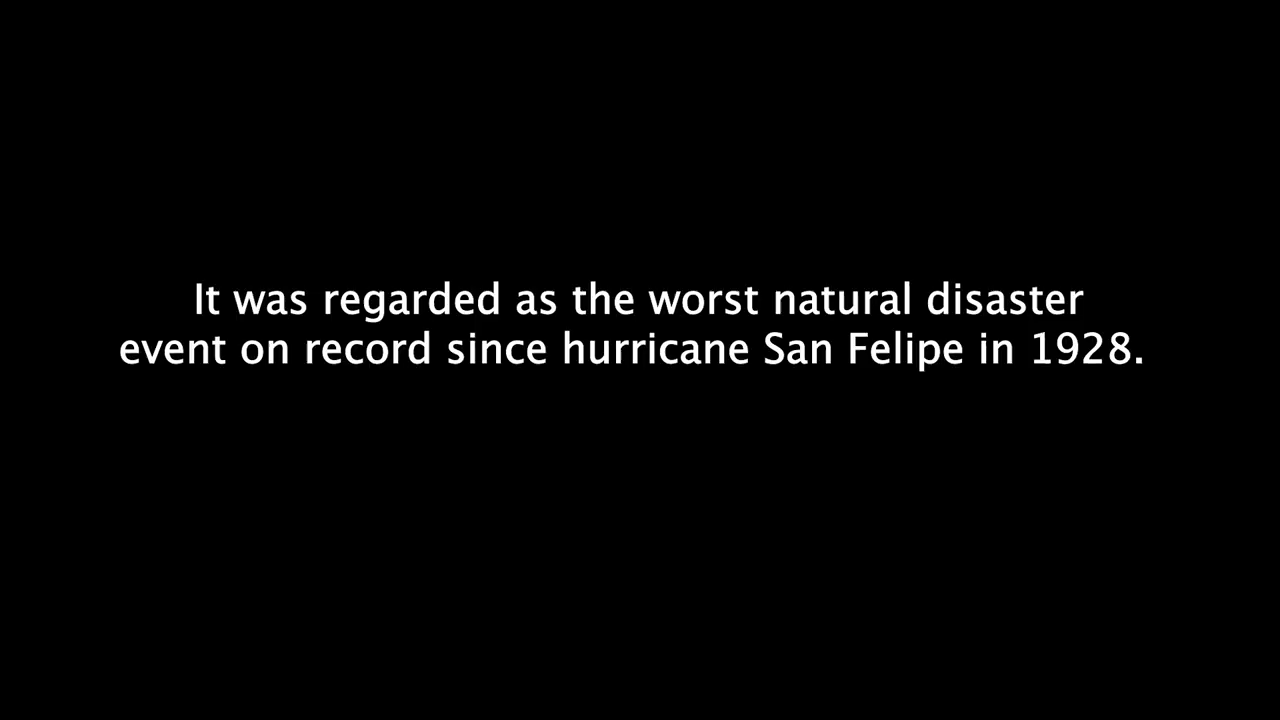 It was regarded as the worst natural disaster
event on record since hurricane San Felipe in 1928.